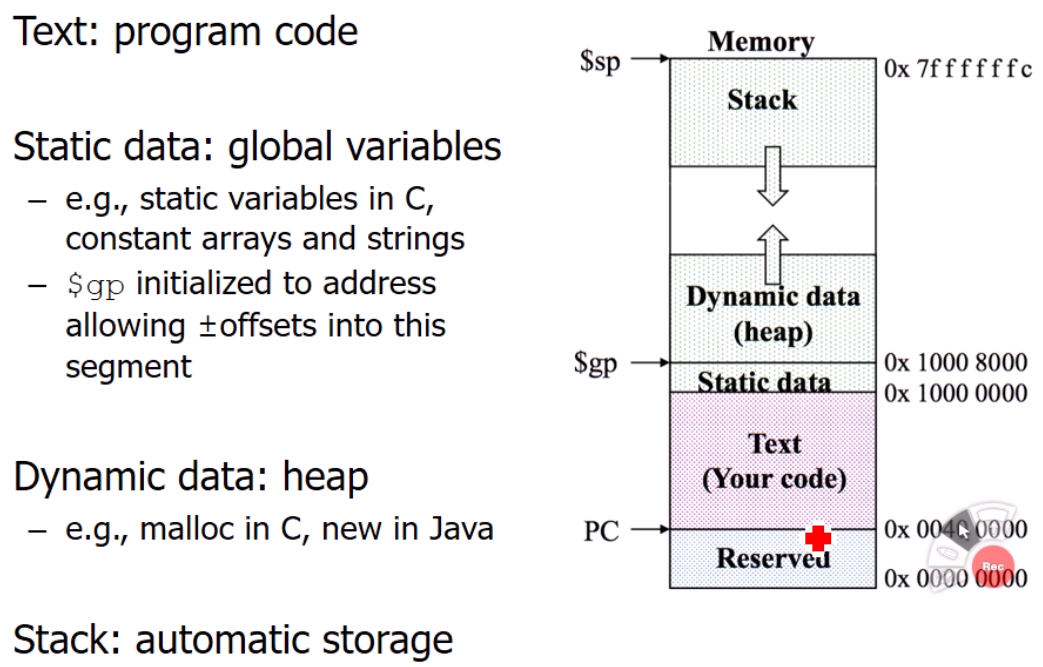 Text: program code
Static data: global variables
– e.g., static variables in C,
constant arrays and strings
– $gp initialized to address
allowing ±offsets into this
segment
Dynamic data: heap
– e.g., malloc in C, new in Java
Stack: automatic storage
Memory
$sp
0x 7f f f f f f c
Stack
Dynamic data
(heap)
$gp
0x 1000 8000
Static data
0x 1000 0000
Text
(Your code)
PC
0x 0040 0000
Reserved
Rec
0x 0000 0000